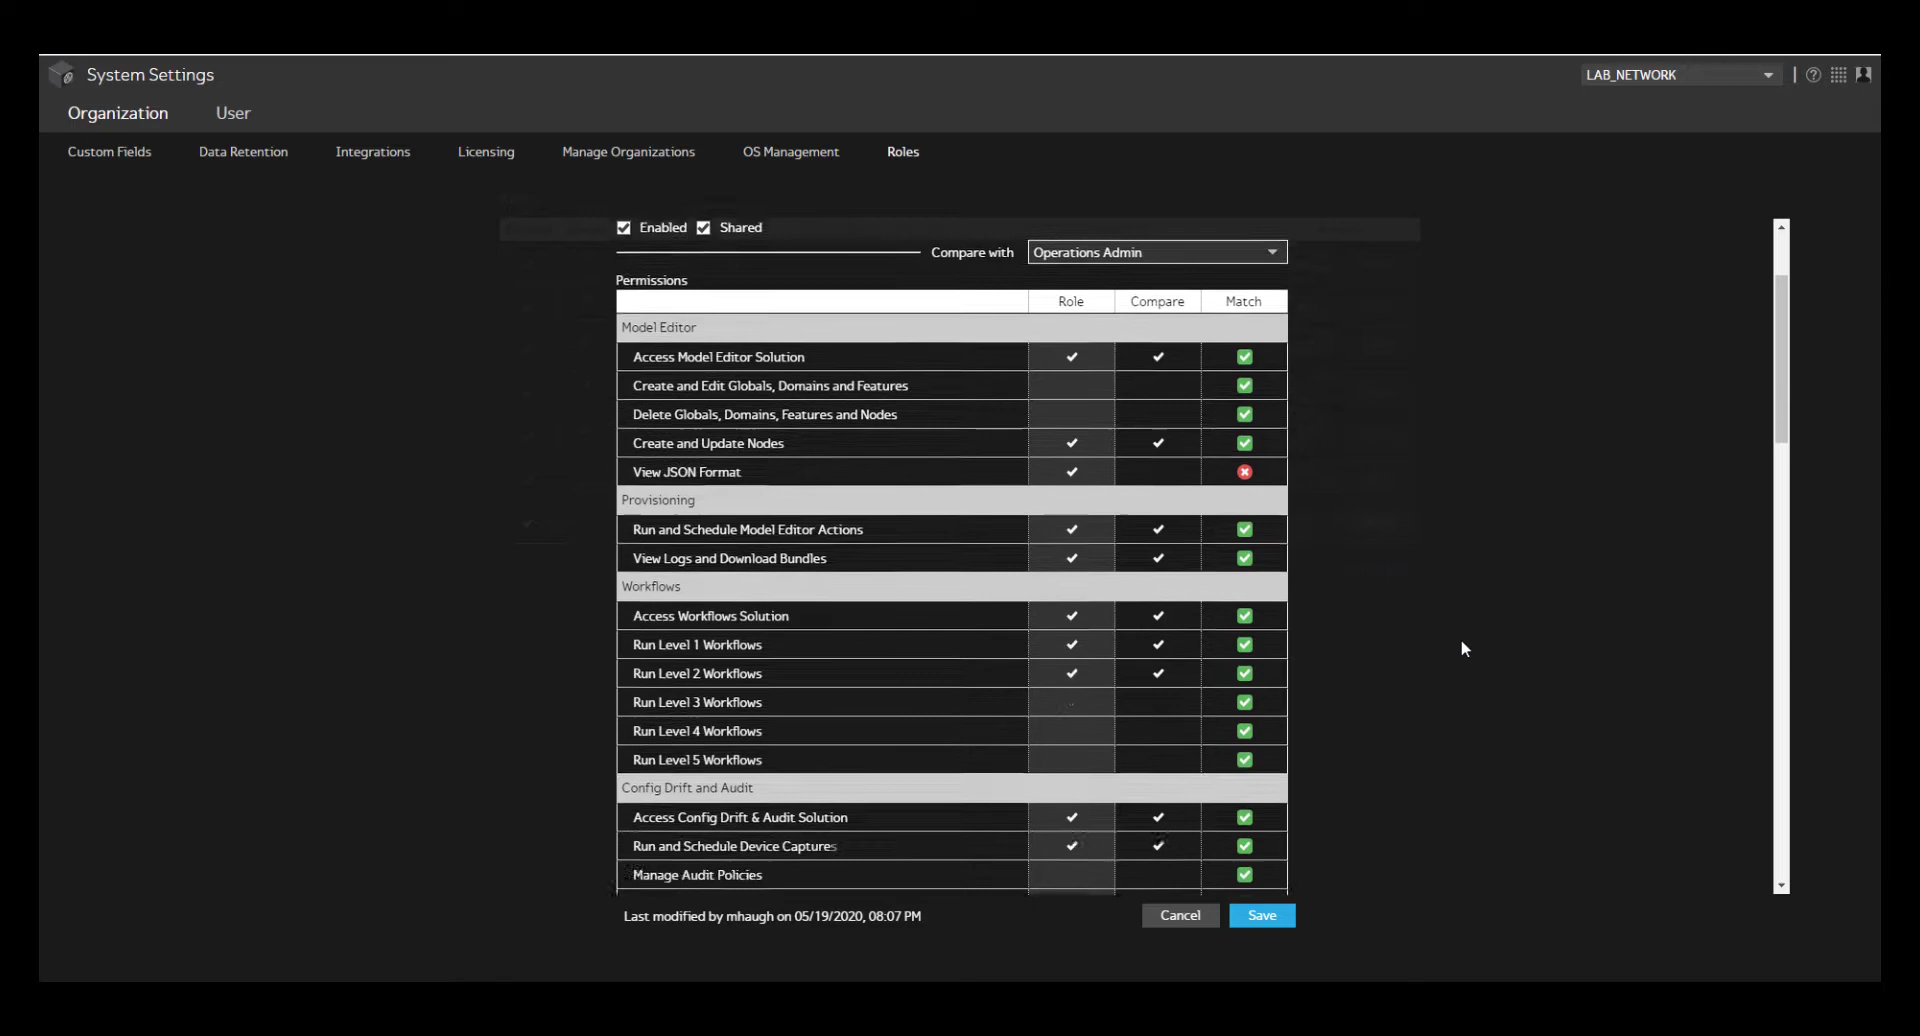 System Settings
LAB_NETWORK
Organization User
Custom Fields Data Retention Integrations Licensing Manage Organizations OS Management Roles
Enabled Shared
Compare with Operations Admin
Permissions
Role Compare Match
Model Editor
Access Model Editor Solution
Create and Edit Globals, Domains and Features
Delete Globals, Domains, Features and Nodes
Create and Update Nodes
View JSON Format
Provisioning
Run and Schedule Model Editor Actions
View Logs and Download Bundles
Workflows
Access Workflows Solution
Run Level 1 Workflows
Run Level 2 Workflows
Run Level 3 Workflows
Run Level 4 Workflows
Run Level 5 Workflows
Config Drift and Audit
Access Config Drift & Audit Solution
Run and Schedule Device Captures
Manage Audit Policies
Last modified by mhaugh on 05/19/2020, 08:07 PM
Cancel Save